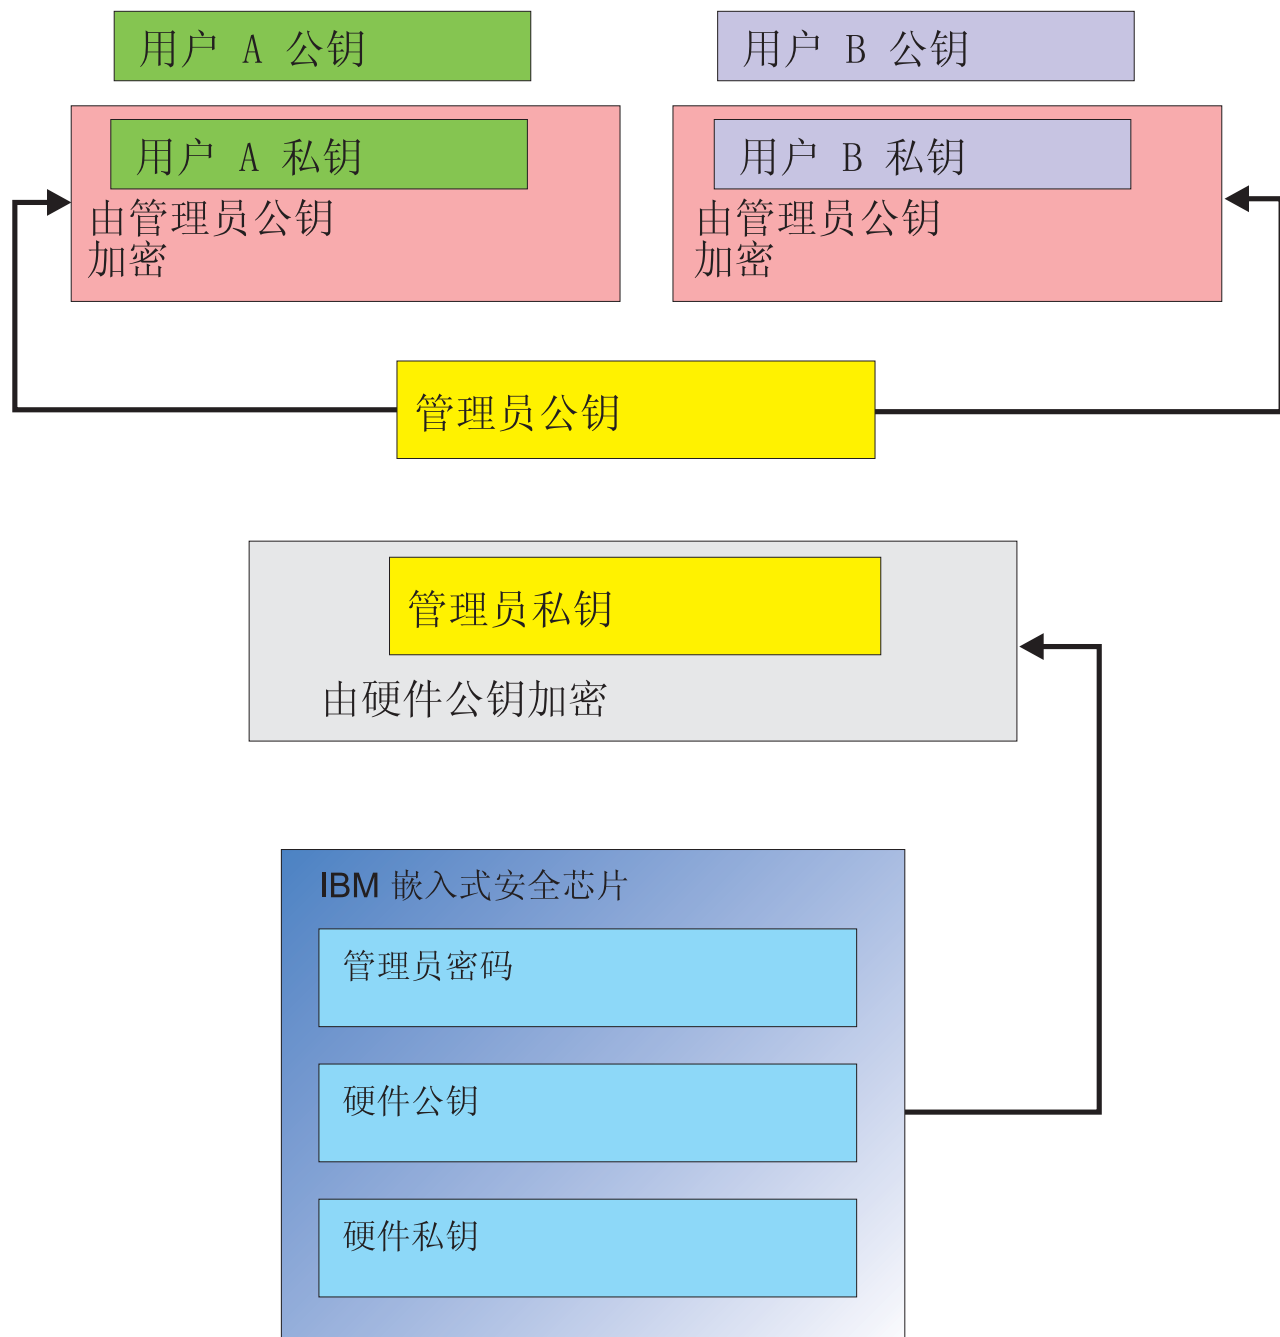 用户 A 公钥
用户 B 公钥
用户 A 私钥
由管理员公钥
加密
用户 B 私钥
由管理员公钥
加密
管理员公钥
管理员私钥
由硬件公钥加密
IBM 嵌入式安全芯片
管理员密码
硬件公钥
硬件私钥